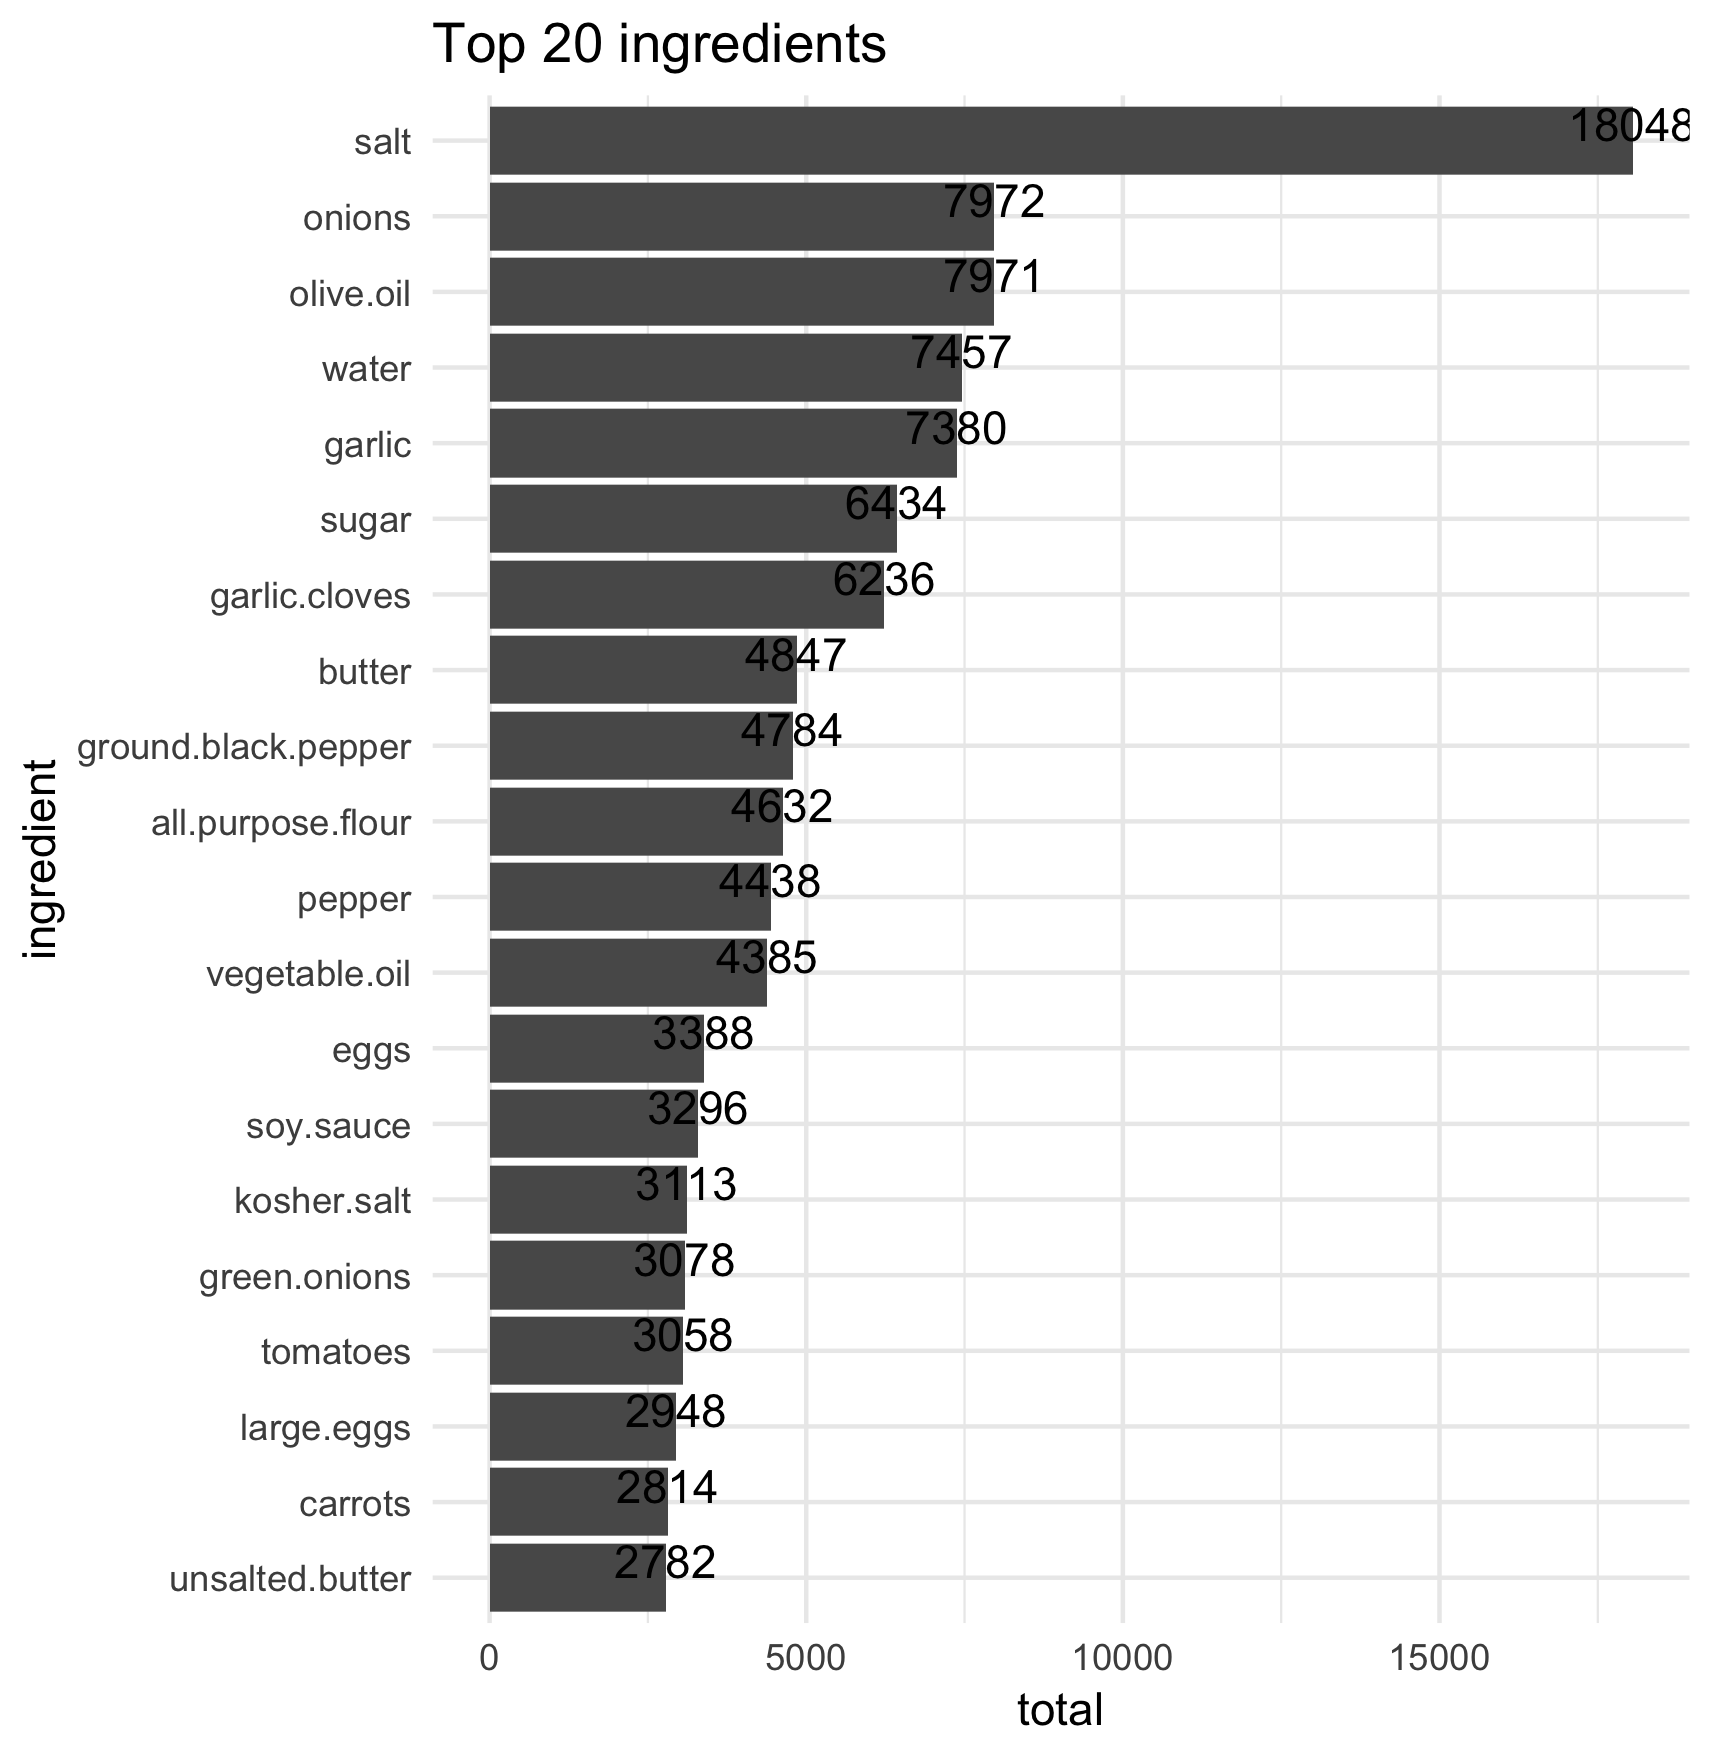 Top 20 ingredients
salt 18048
onions 7972
olive.oil 7971
water 7457
garlic 7380
sugar 6434
garlic.cloves 6236
butter 4847
ground.black.pepper 4784
all.purpose.flour 4632
pepper 4438
vegetable.oil 4385
eggs 3388
soy.sauce 3296
kosher.salt 3113
green.onions 3078
tomatoes 3058
large.eggs 2948
carrots 2814
unsalted.butter 2782
ingredient
0 5000 10000 15000
total